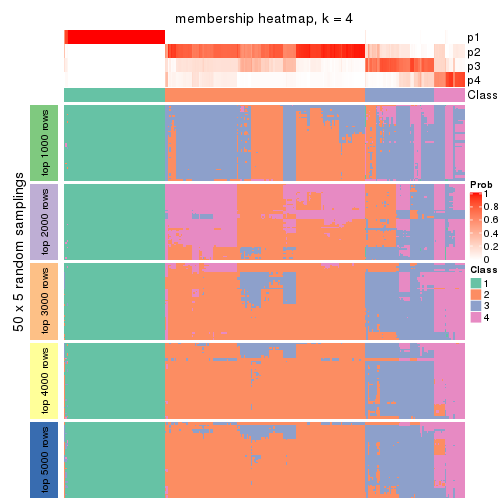 membership heatmap, k = 4
p1
p2
p3
p4
Class
50 x 5 random samplings
top 1000 rows
top 2000 rows
top 3000 rows
top 4000 rows
top 5000 rows
Prob
1
0.8
0.6
0.4
0.2
0
Class
1
2
3
4